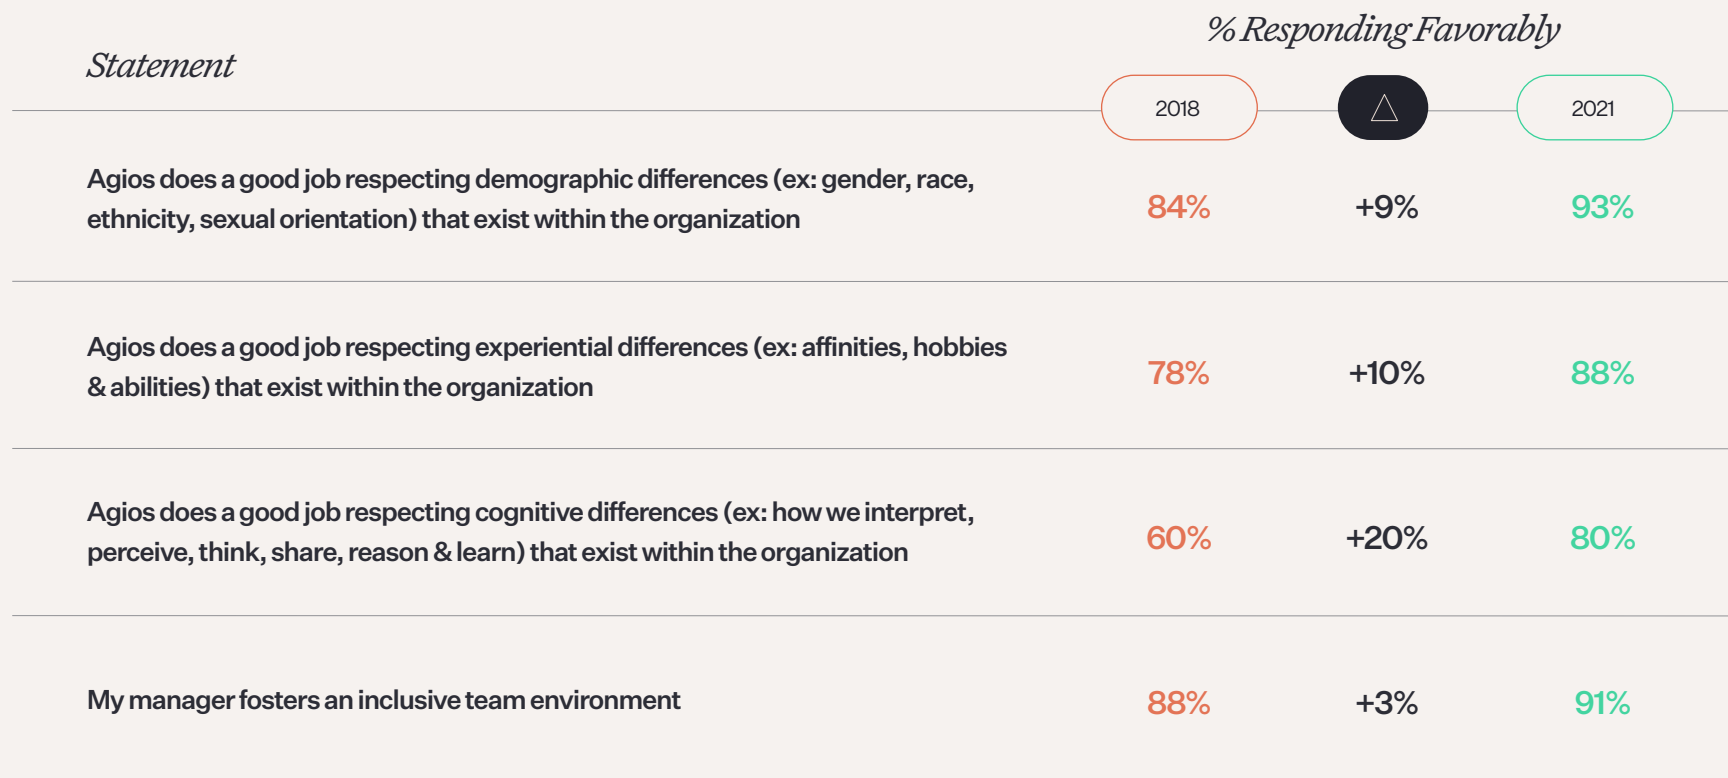 % Responding Favorably
Statement
2018 △ 2021
Agios does a good job respecting demographic differences (ex: gender, race,
ethnicity, sexual orientation) that exist within the organization
84% +9% 93%
Agios does a good job respecting experiential differences (ex: affinities, hobbies
& abilities) that exist within the organization
78% +10% 88%
Agios does a good job respecting cognitive differences (ex: how we interpret,
perceive, think, share, reason & learn) that exist within the organization
60% +20% 80%
My manager fosters an inclusive team environment
88% +3% 91%